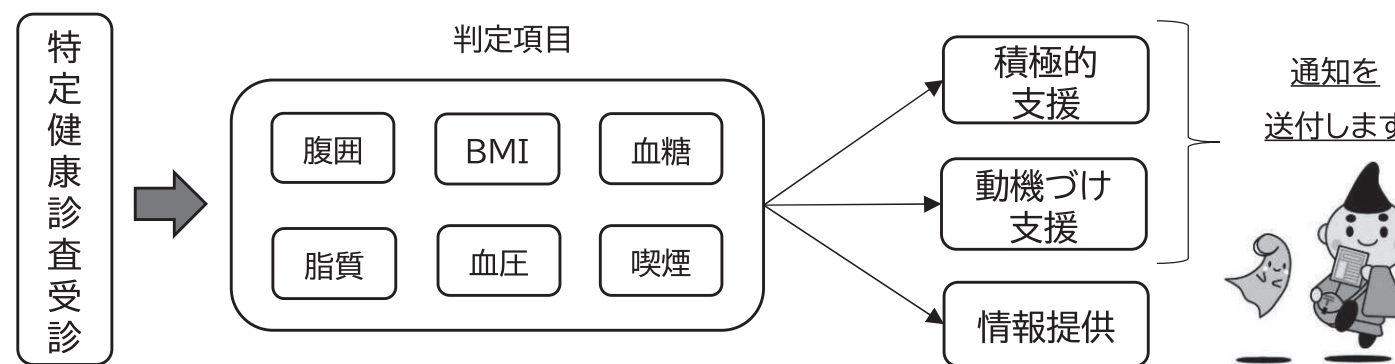 特定健康診査受診
判定項目
腹囲
BMI
血糖
脂質
血圧
喫煙
積極的
支援
動機づけ
支援
情報提供
通知を
送付します